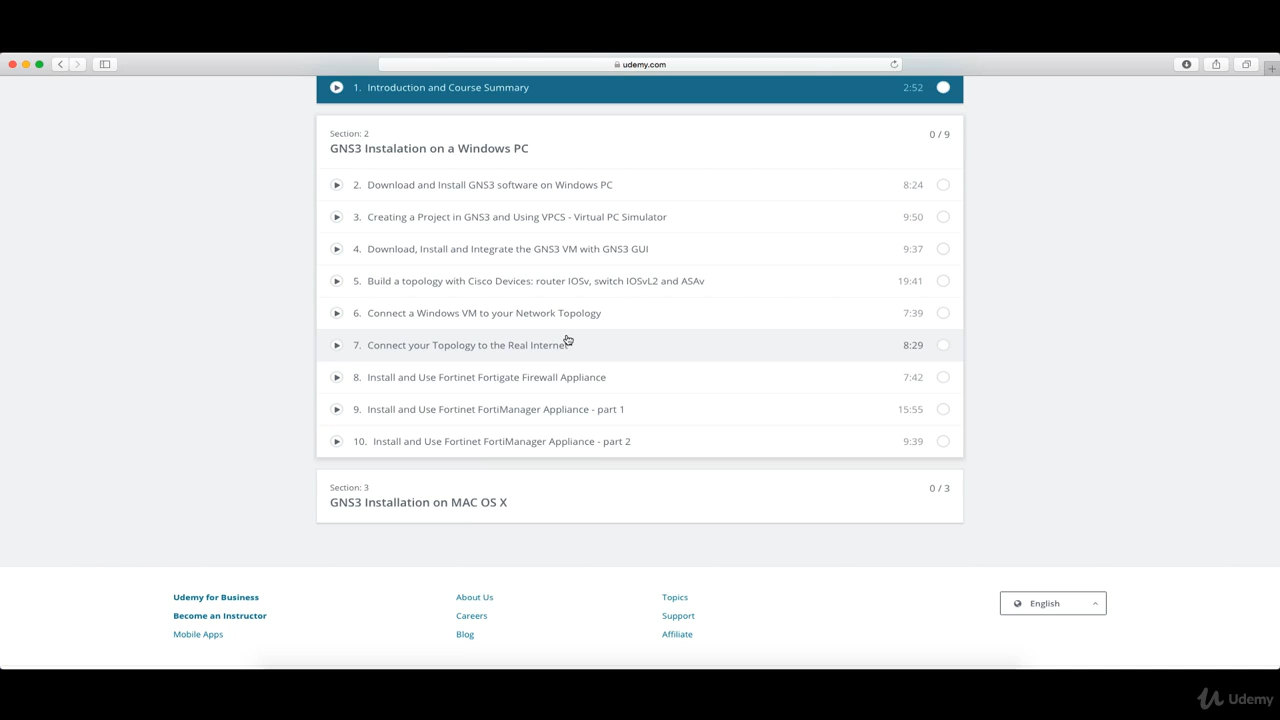 udemy.com
1. Introduction and Course Summary 2:52
Section: 2 0 / 9
GNS3 Instalation on a Windows PC
2. Download and Install GNS3 software on Windows PC 8:24
3. Creating a Project in GNS3 and Using VPCS - Virtual PC Simulator 9:50
4. Download, Install and Integrate the GNS3 VM with GNS3 GUI 9:37
5. Build a topology with Cisco Devices: router IOSv, switch IOSvL2 and ASAv 19:41
6. Connect a Windows VM to your Network Topology 7:39
7. Connect your Topology to the Real Internet 8:29
8. Install and Use Fortinet Fortigate Firewall Appliance 7:42
9. Install and Use Fortinet FortiManager Appliance - part 1 15:55
10. Install and Use Fortinet FortiManager Appliance - part 2 9:39
Section: 3 0 / 3
GNS3 Installation on MAC OS X
Udemy for Business About Us Topics English
Become an Instructor Careers Support
Mobile Apps Blog Affiliate
Udemy